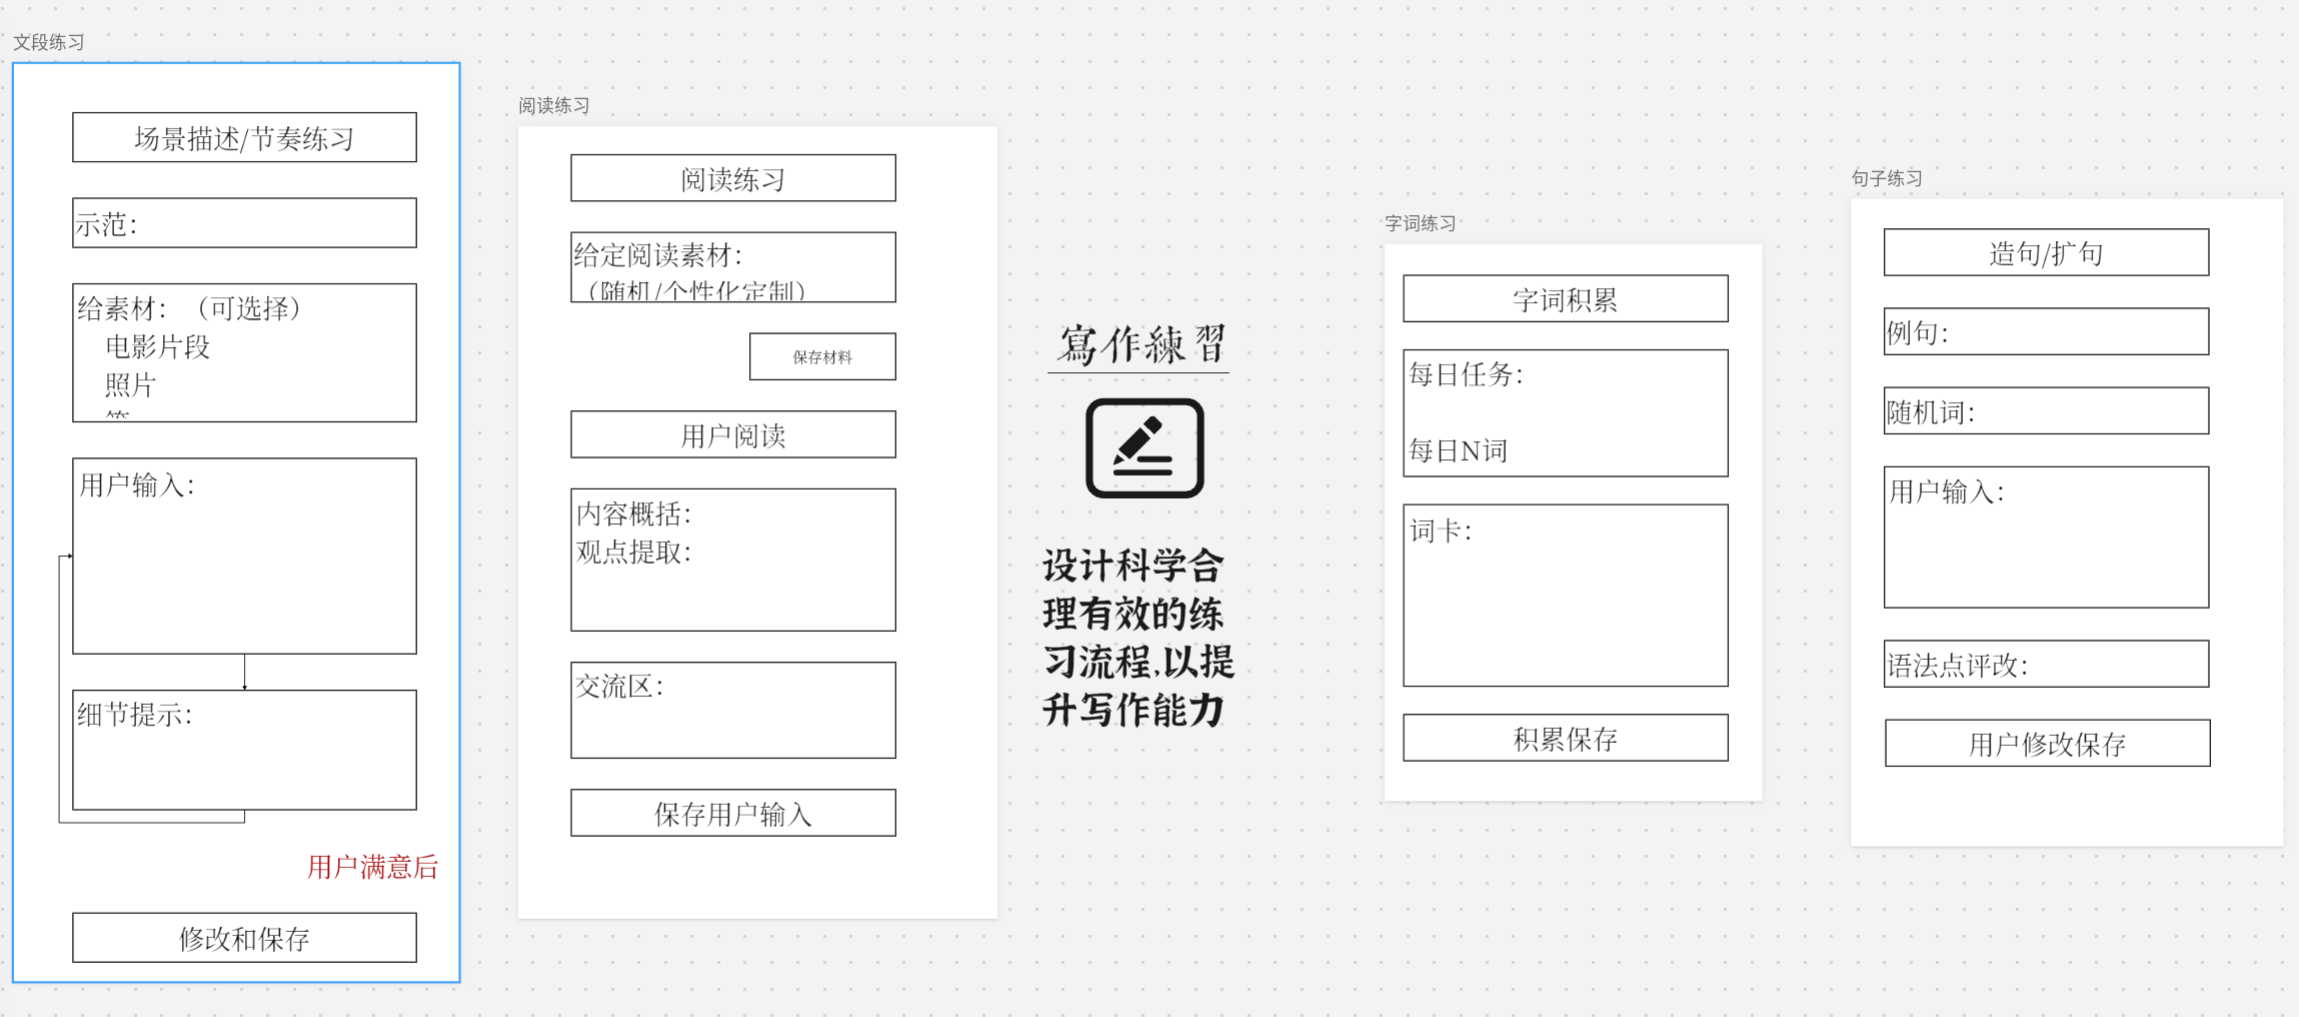 文段练习
场景描述/节奏练习
示范：
给素材：（可选择）
电影片段
照片
用户输入：
细节提示：
用户满意后
修改和保存
阅读练习
阅读练习
给定阅读素材：
（随机/个性化定制）
保存材料
用户阅读
内容概括：
观点提取：
交流区：
保存用户输入
寫作練習
设计科学合
理有效的练
习流程,以提
升写作能力
字词练习
字词积累
每日任务：
每日N词
词卡：
积累保存
句子练习
造句/扩句
例句：
随机词：
用户输入：
语法点评改：
用户修改保存